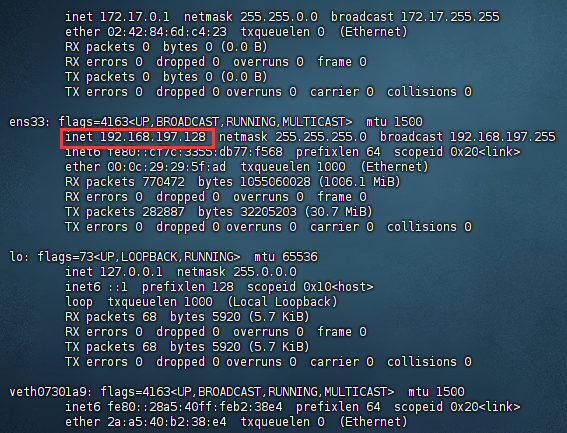 inet 172.17.0.1 netmask 255.255.0.0 broadcast 172.17.255.255
ether 02:42:84:6d:c4:23 txqueuelen 0 (Ethernet)
RX packets 0 bytes 0 (0.0 B)
RX errors 0 dropped 0 overruns 0 frame 0
TX packets 0 bytes 0 (0.0 B)
TX errors 0 dropped 0 overruns 0 carrier 0 collisions 0
ens33: flags=4163<UP,BROADCAST,RUNNING,MULTICAST> mtu 1500
inet 192.168.197.128 netmask 255.255.255.0 broadcast 192.168.197.255
inet6 fe80::cf7c:3355:db77:f568 prefixlen 64 scopeid 0x20<link>
ether 00:0c:29:29:5f:ad txqueuelen 1000 (Ethernet)
RX packets 770472 bytes 1055060028 (1006.1 MiB)
RX errors 0 dropped 0 overruns 0 frame 0
TX packets 282887 bytes 32205203 (30.7 MiB)
TX errors 0 dropped 0 overruns 0 carrier 0 collisions 0
lo: flags=73<UP,LOOPBACK,RUNNING> mtu 65536
inet 127.0.0.1 netmask 255.0.0.0
inet6 ::1 prefixlen 128 scopeid 0x10<host>
loop txqueuelen 1000 (Local Loopback)
RX packets 68 bytes 5920 (5.7 KiB)
RX errors 0 dropped 0 overruns 0 frame 0
TX packets 68 bytes 5920 (5.7 KiB)
TX errors 0 dropped 0 overruns 0 carrier 0 collisions 0
veth07301a9: flags=4163<UP,BROADCAST,RUNNING,MULTICAST> mtu 1500
inet6 fe80::28a5:40ff:feb2:38e4 prefixlen 64 scopeid 0x20<link>
ether 2a:a5:40:b2:38:e4 txqueuelen 0 (Ethernet)